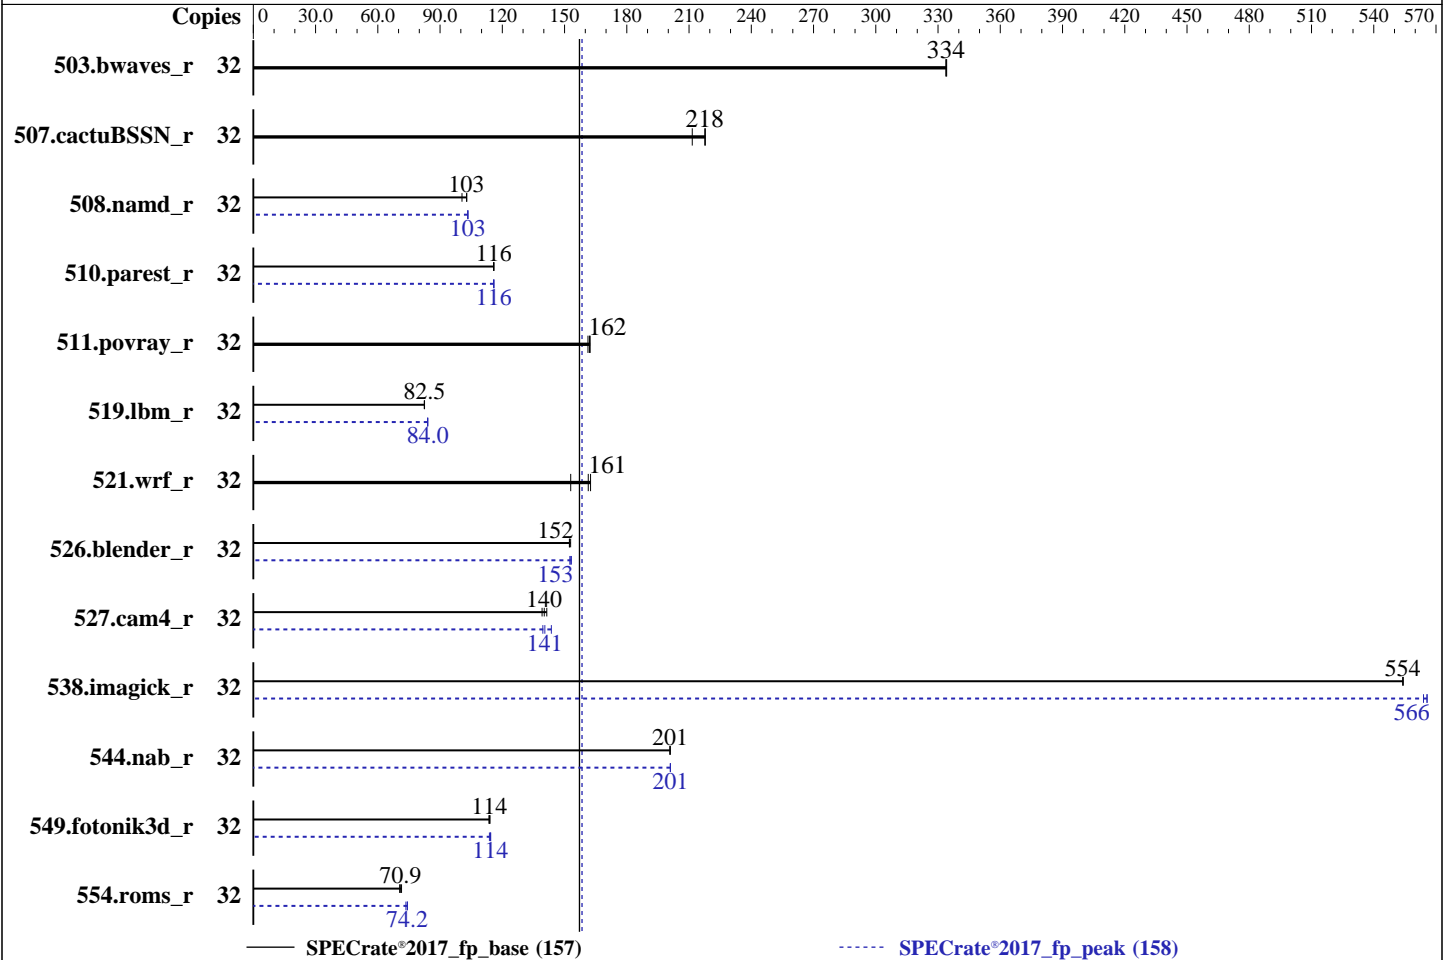 Copies 0 30.0 60.0 90.0 120 150 180 210 240 270 300 330 360 390 420 450 480 510 540 570
334
503.bwaves_r 32
218
507.cactuBSSN_r 32
103
508.namd_r 32
103
116
510.parest_r 32
116
162
511.povray_r 32
82.5
519.lbm_r 32
84.0
161
521.wrf_r 32
152
526.blender_r 32
153
140
527.cam4_r 32
141
554
538.imagick_r 32
566
201
544.nab_r 32
201
114
549.fotonik3d_r 32
114
70.9
554.roms_r 32
74.2
SPECrate®2017_fp_base (157) SPECrate®2017_fp_peak (158)